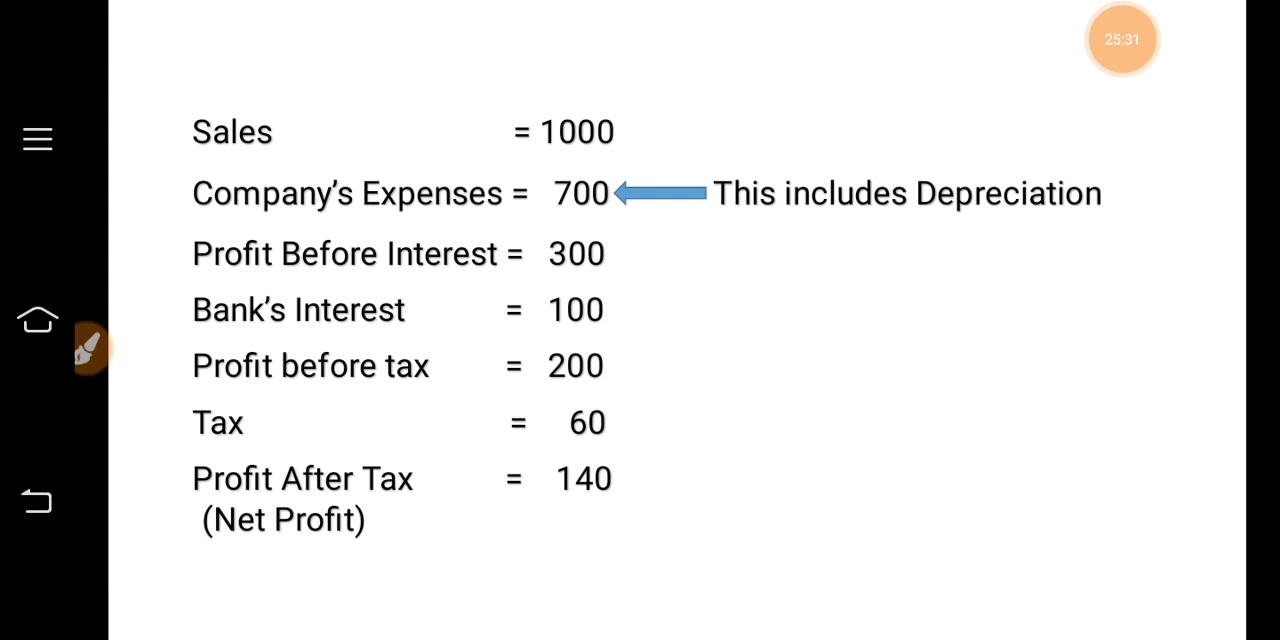 25:31
Sales = 1000
Company’s Expenses = 700 This includes Depreciation
Profit Before Interest = 300
Bank’s Interest = 100
Profit before tax = 200
Tax = 60
Profit After Tax = 140
(Net Profit)